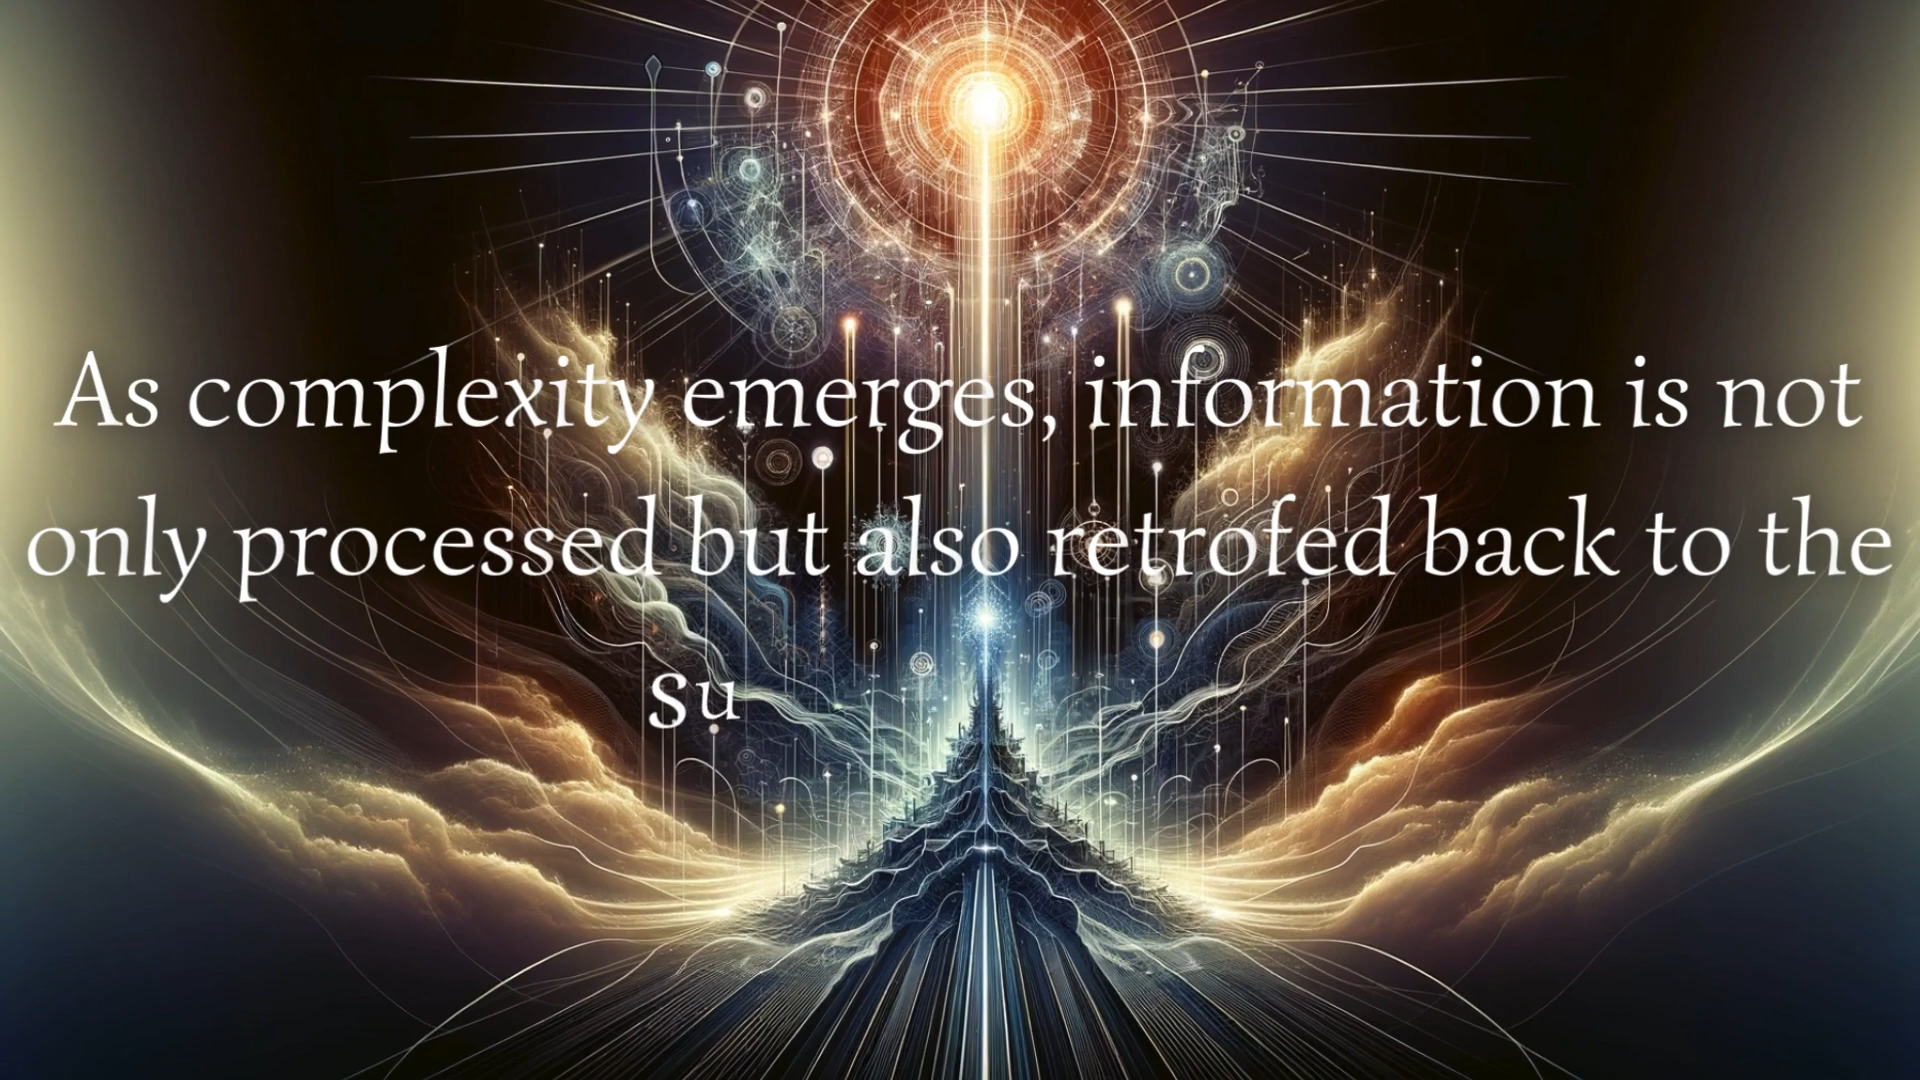 As complexity emerges, information is not
only processed but also retrofed back to the
su